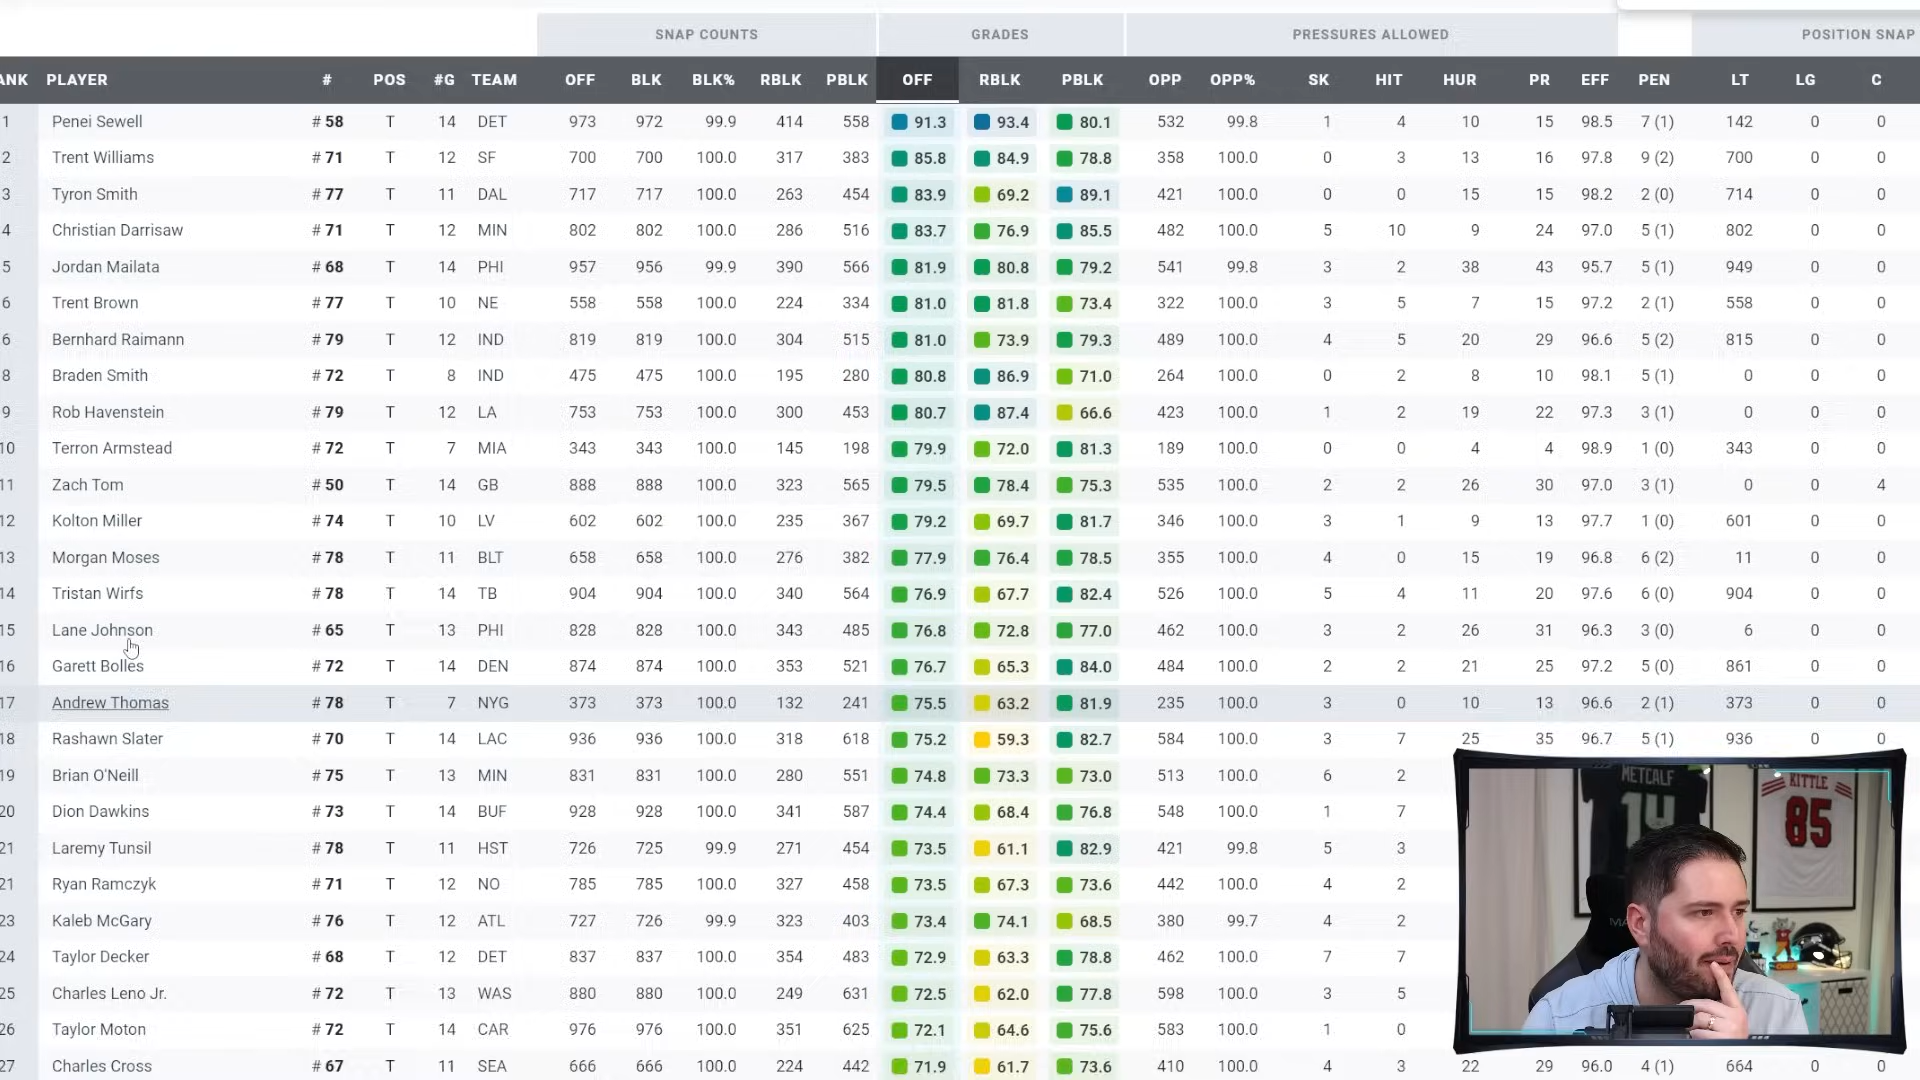 SNAP COUNTS GRADES PRESSURES ALLOWED POSITION SNAP
ANK PLAYER # POS #G TEAM OFF BLK BLK% RBLK PBLK OFF RBLK PBLK OPP OPP% SK HIT HUR PR EFF PEN LT LG C
1 Penei Sewell #58 T 14 DET 973 972 99.9 414 558 91.3 93.4 80.1 532 99.8 1 4 10 15 98.5 7 (1) 142 0 0
2 Trent Williams #71 T 12 SF 700 700 100.0 317 383 85.8 84.9 78.8 358 100.0 0 3 13 16 97.8 9 (2) 700 0 0
3 Tyron Smith #77 T 11 DAL 717 717 100.0 263 454 83.9 69.2 89.1 421 100.0 0 0 15 15 98.2 2 (0) 714 0 0
4 Christian Darrisaw #71 T 12 MIN 802 802 100.0 286 516 83.7 76.9 85.5 482 100.0 5 10 9 24 97.0 5 (1) 802 0 0
5 Jordan Mailata #68 T 14 PHI 957 956 99.9 390 566 81.9 80.8 79.2 541 99.8 3 2 38 43 95.7 5 (1) 949 0 0
6 Trent Brown #77 T 10 NE 558 558 100.0 224 334 81.0 81.8 73.4 322 100.0 3 5 7 15 97.2 2 (1) 558 0 0
6 Bernhard Raimann #79 T 12 IND 819 819 100.0 304 515 81.0 73.9 79.3 489 100.0 4 5 20 29 96.6 5 (2) 815 0 0
8 Braden Smith #72 T 8 IND 475 475 100.0 195 280 80.8 86.9 71.0 264 100.0 0 2 8 10 98.1 5 (1) 0 0 0
9 Rob Havenstein #79 T 12 LA 753 753 100.0 300 453 80.7 87.4 66.6 423 100.0 1 2 19 22 97.3 3 (1) 0 0 0
10 Terron Armstead #72 T 7 MIA 343 343 100.0 145 198 79.9 72.0 81.3 189 100.0 0 0 4 4 98.9 1 (0) 343 0 0
11 Zach Tom #50 T 14 GB 888 888 100.0 323 565 79.5 78.4 75.3 535 100.0 2 2 26 30 97.0 3 (1) 0 0 4
12 Kolton Miller #74 T 10 LV 602 602 100.0 235 367 79.2 69.7 81.7 346 100.0 3 1 9 13 97.7 1 (0) 601 0 0
13 Morgan Moses #78 T 11 BLT 658 658 100.0 276 382 77.9 76.4 78.5 355 100.0 4 0 15 19 96.8 6 (2) 11 0 0
14 Tristan Wirfs #78 T 14 TB 904 904 100.0 340 564 76.9 67.7 82.4 526 100.0 5 4 11 20 97.6 6 (0) 904 0 0
15 Lane Johnson #65 T 13 PHI 828 828 100.0 343 485 76.8 72.8 77.0 462 100.0 3 2 26 31 96.3 3 (0) 6 0 0
16 Garett Bolles #72 T 14 DEN 874 874 100.0 353 521 76.7 65.3 84.0 484 100.0 2 2 21 25 97.2 5 (0) 861 0 0
17 Andrew Thomas #78 T 7 NYG 373 373 100.0 132 241 75.5 63.2 81.9 235 100.0 3 0 10 13 96.6 2 (1) 373 0 0
18 Rashawn Slater #70 T 14 LAC 936 936 100.0 318 618 75.2 59.3 82.7 584 100.0 3 7 25 35 96.7 5 (1) 936 0 0
19 Brian O'Neill #75 T 13 MIN 831 831 100.0 280 551 74.8 73.3 73.0 513 100.0 6 2
20 Dion Dawkins #73 T 14 BUF 928 928 100.0 341 587 74.4 68.4 76.8 548 100.0 1 7
21 Laremy Tunsil #78 T 11 HST 726 725 99.9 271 454 73.5 61.1 82.9 421 99.8 5 3
21 Ryan Ramczyk #71 T 12 NO 785 785 100.0 327 458 73.5 67.3 73.6 442 100.0 4 2
23 Kaleb McGary #76 T 12 ATL 727 726 99.9 323 403 73.4 74.1 68.5 380 99.7 4 2
24 Taylor Decker #68 T 12 DET 837 837 100.0 354 483 72.9 63.3 78.8 462 100.0 7 7
25 Charles Leno Jr. #72 T 13 WAS 880 880 100.0 249 631 72.5 62.0 77.8 598 100.0 3 5
26 Taylor Moton #72 T 14 CAR 976 976 100.0 351 625 72.1 64.6 75.6 583 100.0 1 0
27 Charles Cross #67 T 11 SEA 666 666 100.0 224 442 71.9 61.7 73.6 410 100.0 4 3 22 29 96.0 4 (1) 664 0 0
METCALF
14
KITTLE
85